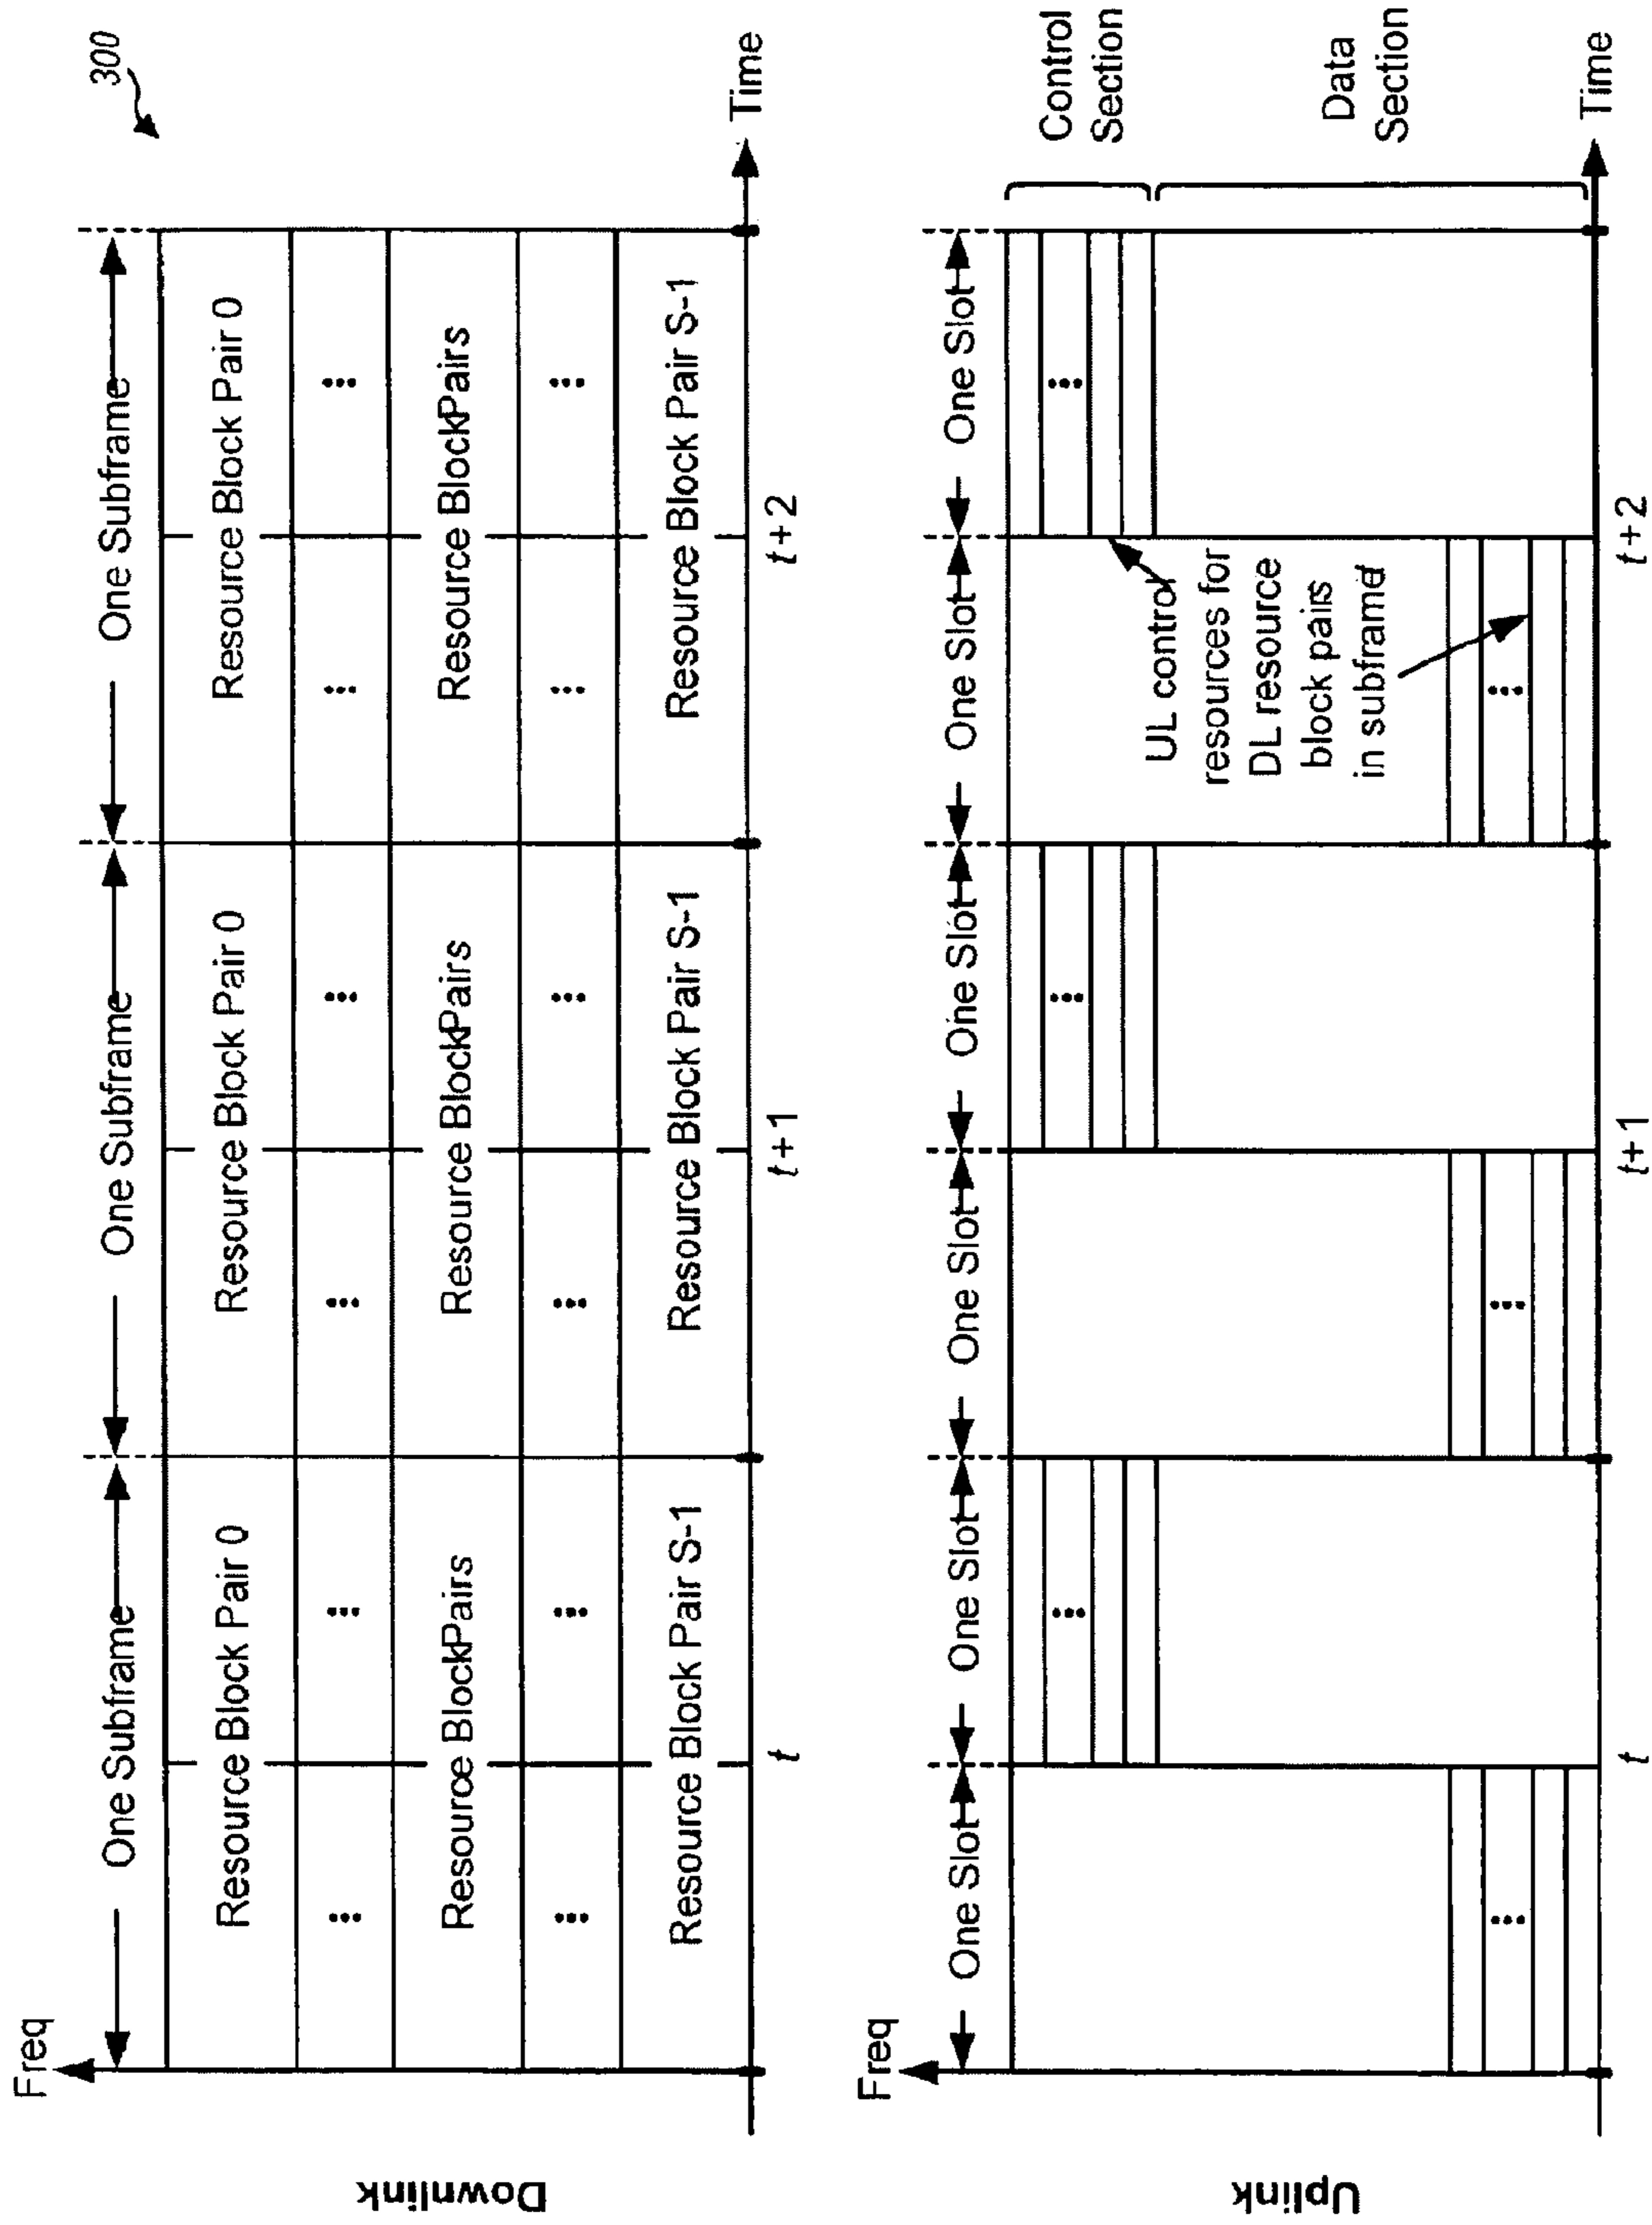 300
Downlink
Freq
One Subframe
One Subframe
One Subframe
Resource Block Pair 0
Resource Block Pair 0
Resource Block Pair 0
...
...
...
...
...
...
Resource Block Pairs
Resource Block Pairs
Resource Block Pairs
...
...
...
...
...
...
Resource Block Pair S-1
Resource Block Pair S-1
Resource Block Pair S-1
Time
t
t+1
t+2
Uplink
Freq
One Slot
One Slot
One Slot
One Slot
One Slot
One Slot
...
...
...
Control
Section
UL control
resources for
DL resource
block pairs
in subframe
Data
Section
...
...
...
Time
t
t+1
t+2